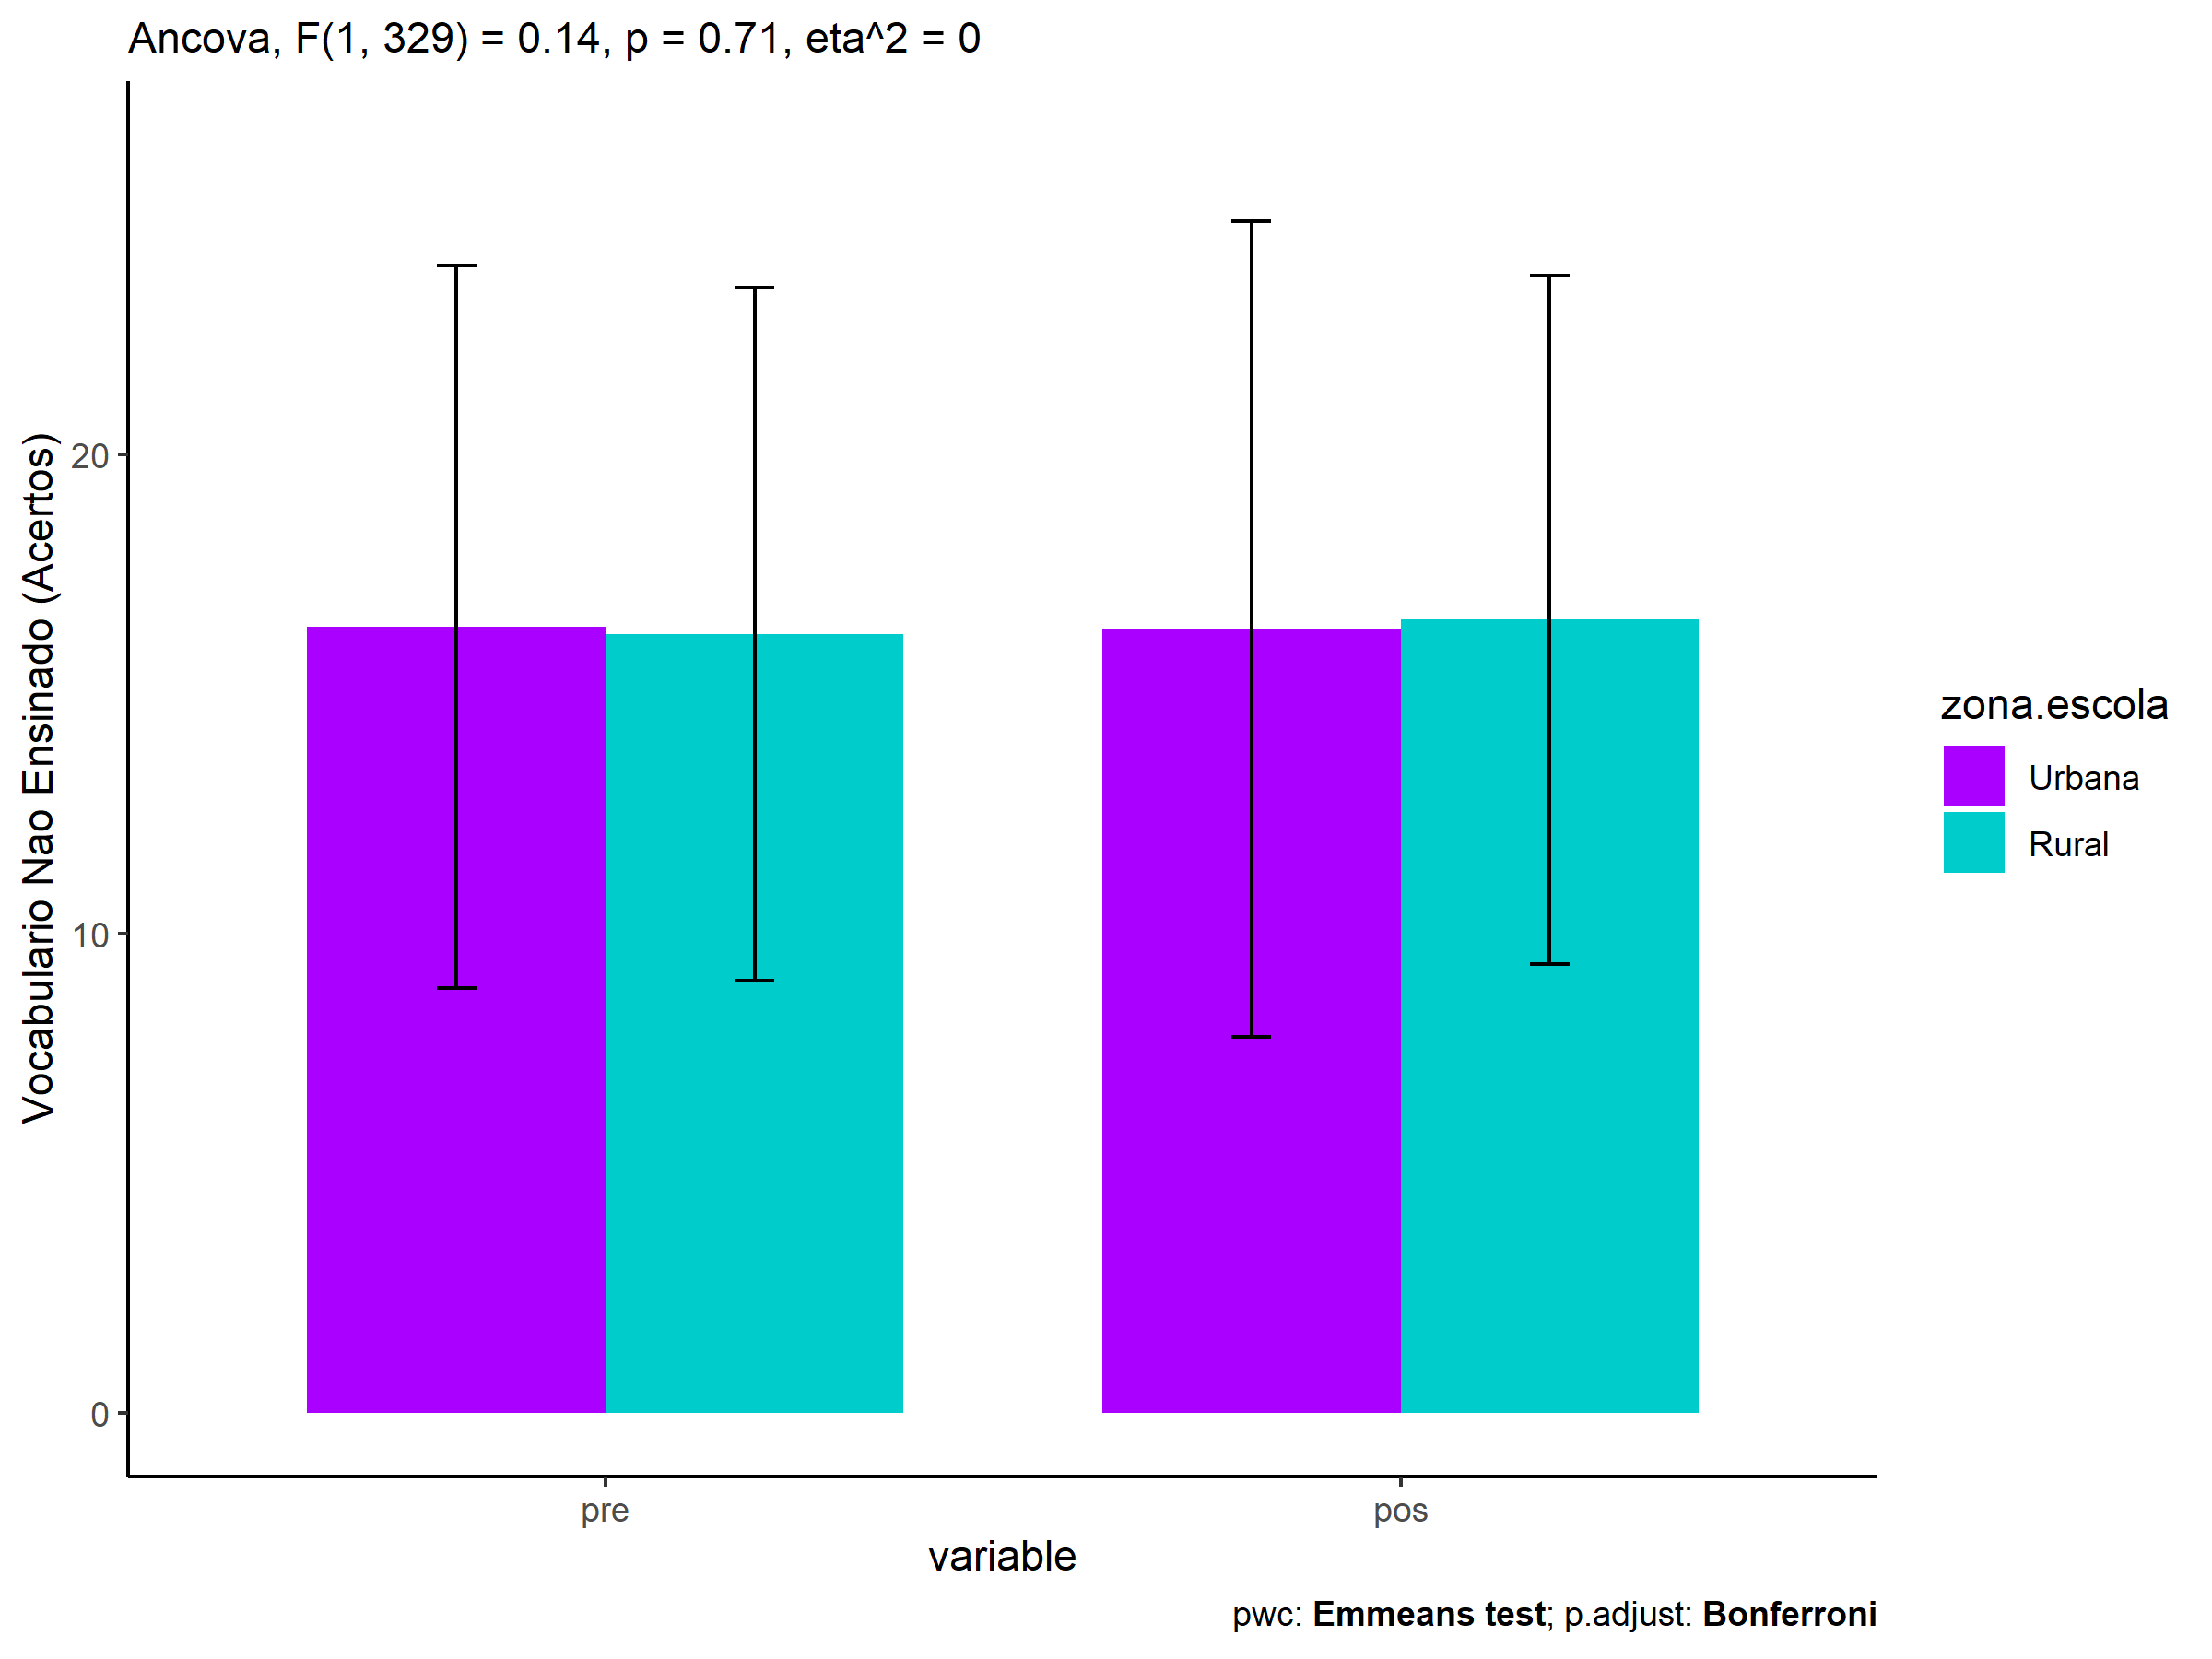 Ancova, F(1, 329) = 0.14, p = 0.71, eta^2 = 0
Vocabulario Nao Ensinado (Acertos)
20
10
0
pre
pos
variable
zona.escola
Urbana
Rural
pwc: Emmeans test; p.adjust: Bonferroni